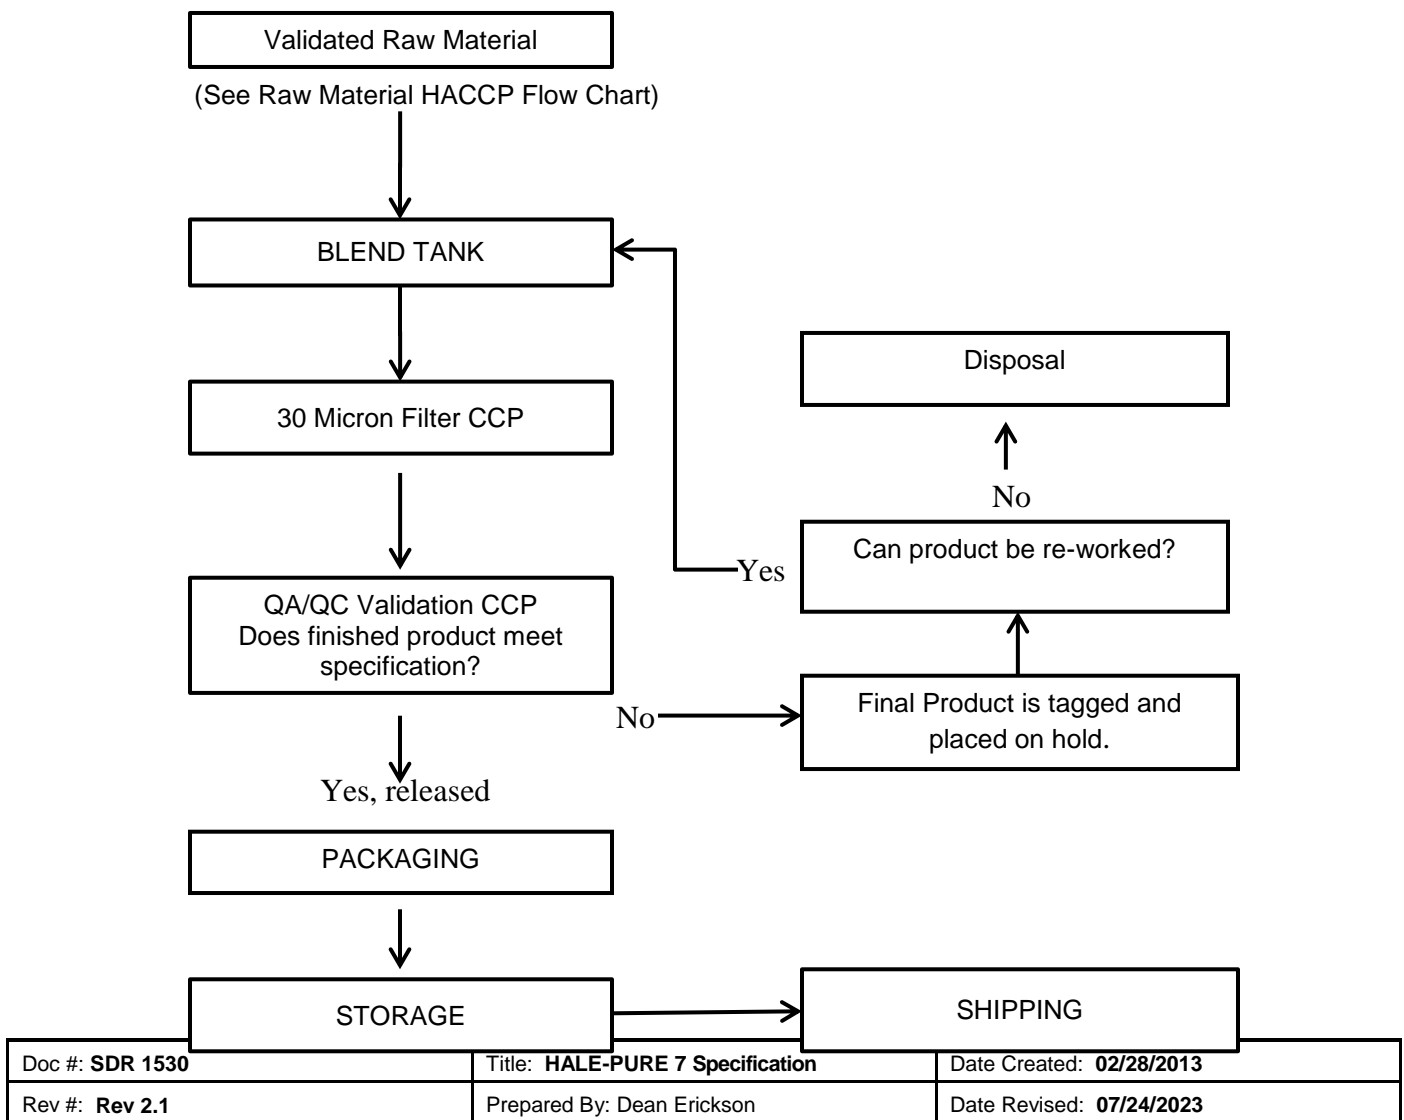 Validated Raw Material
(See Raw Material HACCP Flow Chart)
BLEND TANK
Disposal
30 Micron Filter CCP
No
Can product be re-worked?
Yes
QA/QC Validation CCP
Does finished product meet
specification?
Final Product is tagged and
placed on hold.
No
Yes, released
PACKAGING
STORAGE
SHIPPING
Doc #: SDR 1530
Title: HALE-PURE 7 Specification
Date Created: 02/28/2013
Rev #: Rev 2.1
Prepared By: Dean Erickson
Date Revised: 07/24/2023